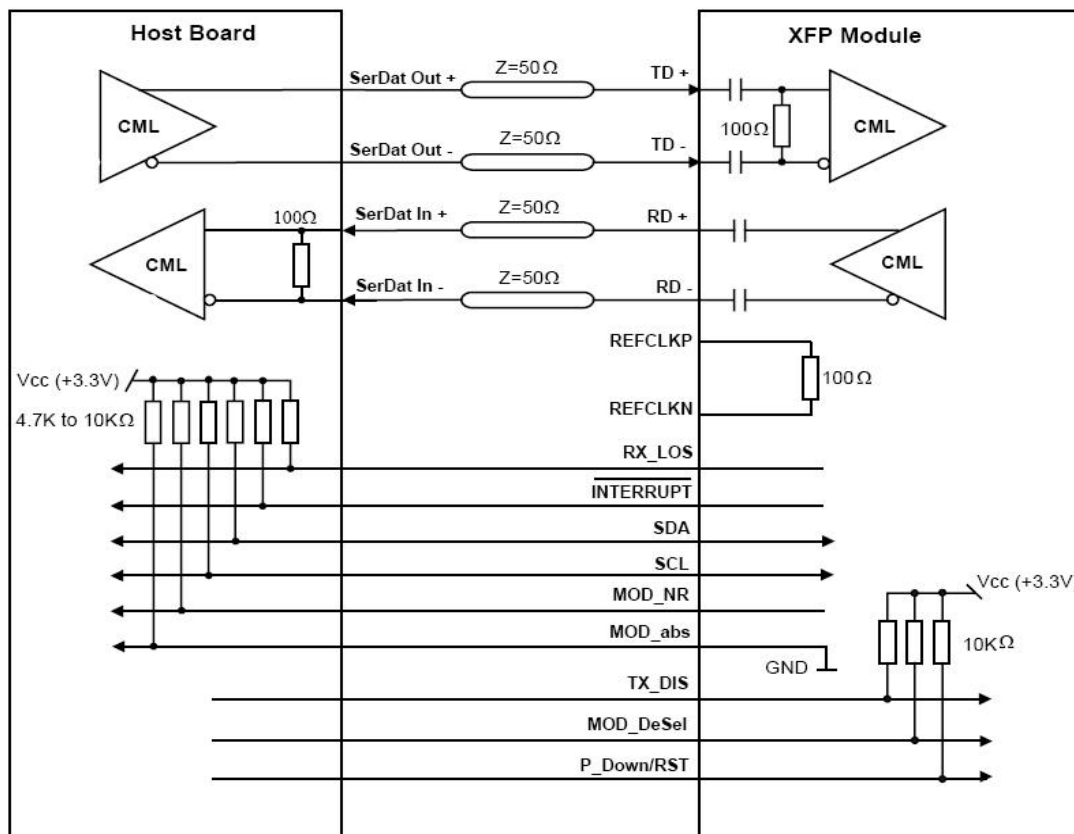 Host Board
XFP Module
SerDat Out +
Z=50Ω
TD +
CML
100Ω
CML
SerDat Out -
Z=50Ω
TD -
100Ω
SerDat In +
Z=50Ω
RD +
CML
CML
SerDat In -
Z=50Ω
RD -
REFCLKP
100Ω
REFCLKN
Vcc (+3.3V)
4.7K to 10KΩ
RX_LOS
INTERRUPT
SDA
SCL
MOD_NR
Vcc (+3.3V)
MOD_abs
10KΩ
GND
TX_DIS
MOD_DeSel
P_Down/RST